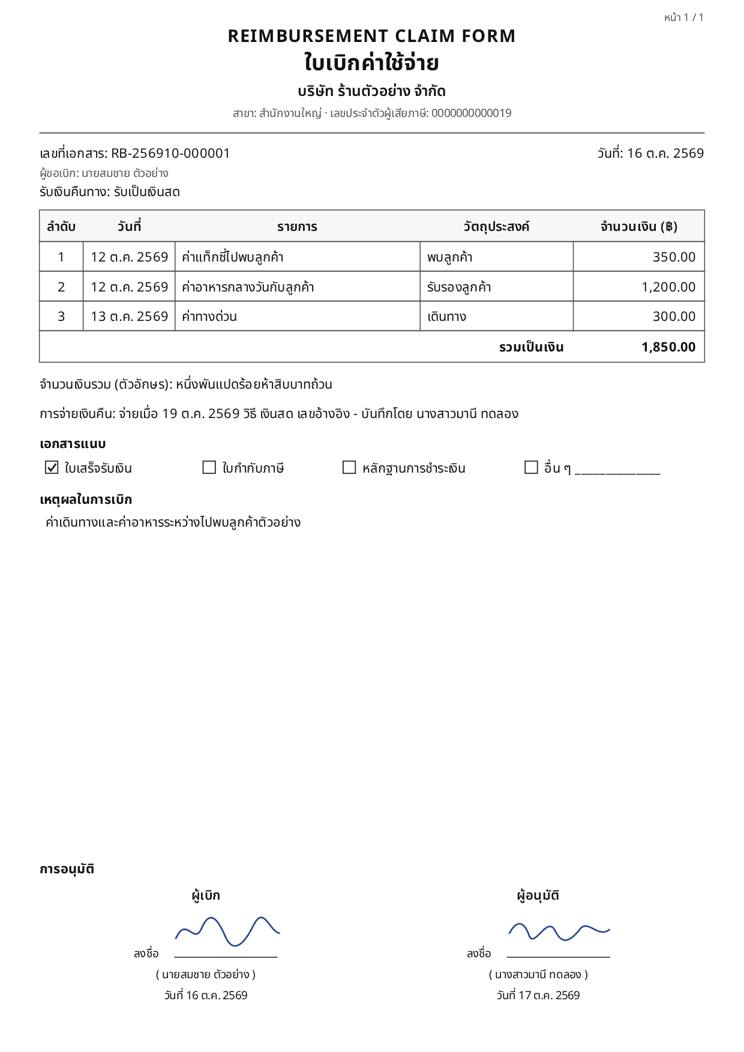 หน้า 1 / 1
REIMBURSEMENT CLAIM FORM
ใบเบิกค่าใช้จ่าย
บริษัท ร้านตัวอย่าง จำกัด
สาขา: สำนักงานใหญ่ · เลขประจำตัวผู้เสียภาษี: 0000000000019
เลขที่เอกสาร: RB-256910-000001 วันที่: 16 ต.ค. 2569
ผู้ขอเบิก: นายสมชาย ตัวอย่าง
รับเงินคืนทาง: รับเป็นเงินสด
ลำดับ วันที่ รายการ วัตถุประสงค์ จำนวนเงิน (฿)
1 12 ต.ค. 2569 ค่าแท็กซี่ไปพบลูกค้า พบลูกค้า 350.00
2 12 ต.ค. 2569 ค่าอาหารกลางวันกับลูกค้า รับรองลูกค้า 1,200.00
3 13 ต.ค. 2569 ค่าทางด่วน เดินทาง 300.00
รวมเป็นเงิน 1,850.00
จำนวนเงินรวม (ตัวอักษร): หนึ่งพันแปดร้อยห้าสิบบาทถ้วน
การจ่ายเงินคืน: จ่ายเมื่อ 19 ต.ค. 2569 วิธี เงินสด เลขอ้างอิง - บันทึกโดย นางสาวมานี ทดลอง
เอกสารแนบ
ใบเสร็จรับเงิน ใบกำกับภาษี หลักฐานการชำระเงิน อื่น ๆ ______________
เหตุผลในการเบิก
ค่าเดินทางและค่าอาหารระหว่างไปพบลูกค้าตัวอย่าง
การอนุมัติ
ผู้เบิก ผู้อนุมัติ
ลงชื่อ ลงชื่อ
( นายสมชาย ตัวอย่าง ) ( นางสาวมานี ทดลอง )
วันที่ 16 ต.ค. 2569 วันที่ 17 ต.ค. 2569